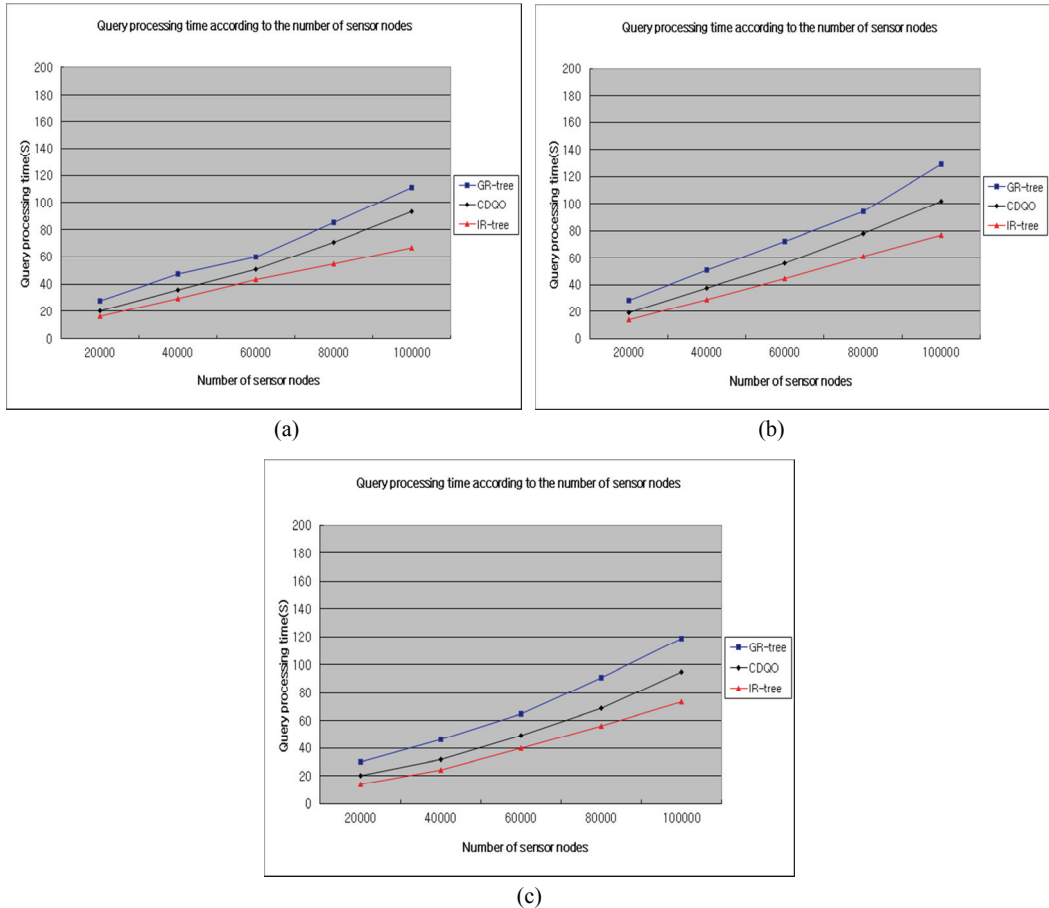 Query processing time according to the number of sensor nodes
200
180
160
140
120
100
80
60
40
20
0
Query processing time(S)
20000 40000 60000 80000 100000
Number of sensor nodes
GR-tree
CDQO
IR-tree
(a)
Query processing time according to the number of sensor nodes
200
180
160
140
120
100
80
60
40
20
0
Query processing time(S)
20000 40000 60000 80000 100000
Number of sensor nodes
GR-tree
CDQO
IR-tree
(b)
Query processing time according to the number of sensor nodes
200
180
160
140
120
100
80
60
40
20
0
Query processing time(S)
20000 40000 60000 80000 100000
Number of sensor nodes
GR-tree
CDQO
IR-tree
(c)